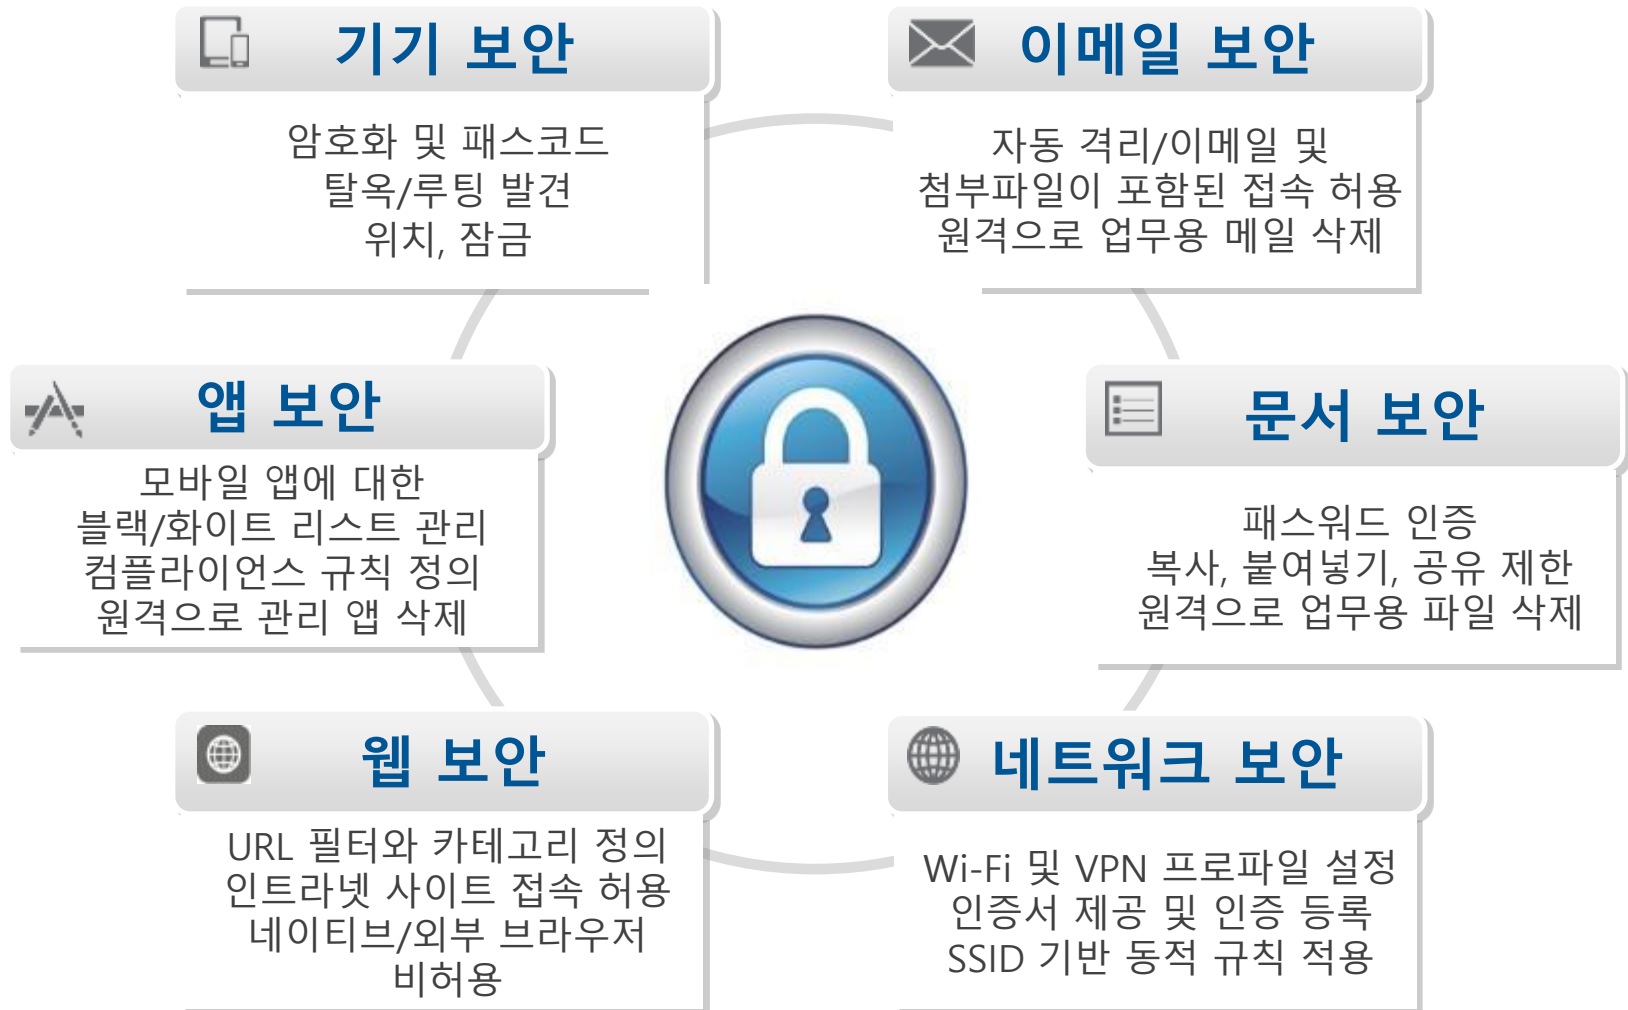 기기 보안
암호화 및 패스코드
탈옥/루팅 발견
위치, 잠금
이메일 보안
자동 격리/이메일 및
첨부파일이 포함된 접속 허용
원격으로 업무용 메일 삭제
앱 보안
모바일 앱에 대한
블랙/화이트 리스트 관리
컴플라이언스 규칙 정의
원격으로 관리 앱 삭제
문서 보안
패스워드 인증
복사, 붙여넣기, 공유 제한
원격으로 업무용 파일 삭제
웹 보안
URL 필터와 카테고리 정의
인트라넷 사이트 접속 허용
네이티브/외부 브라우저
비허용
네트워크 보안
Wi-Fi 및 VPN 프로파일 설정
인증서 제공 및 인증 등록
SSID 기반 동적 규칙 적용